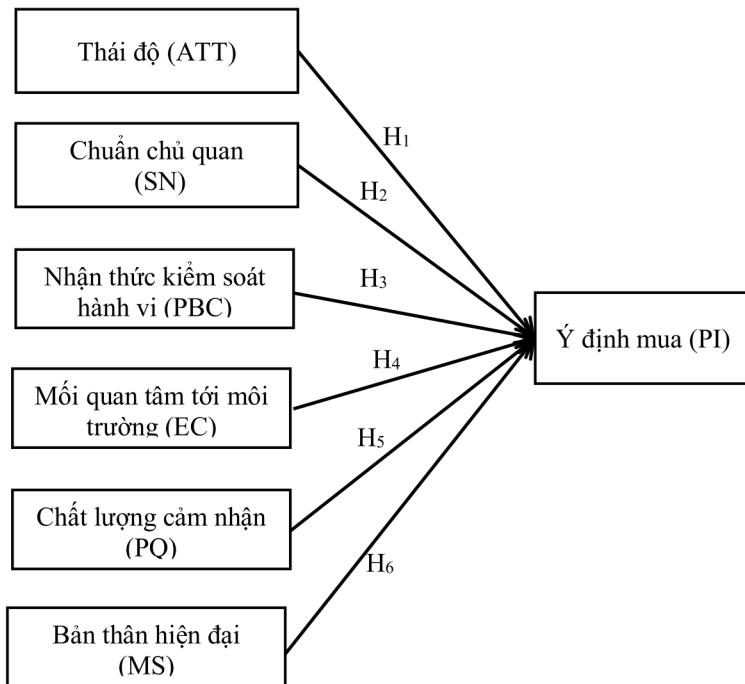 Thái độ (ATT)
H₁
Chuẩn chủ quan
(SN)
H₂
Nhận thức kiểm soát
hành vi (PBC)
H₃
Ý định mua (PI)
Mối quan tâm tới môi
trường (EC)
H₄
H₅
Chất lượng cảm nhận
(PQ)
H₆
Bản thân hiện đại
(MS)